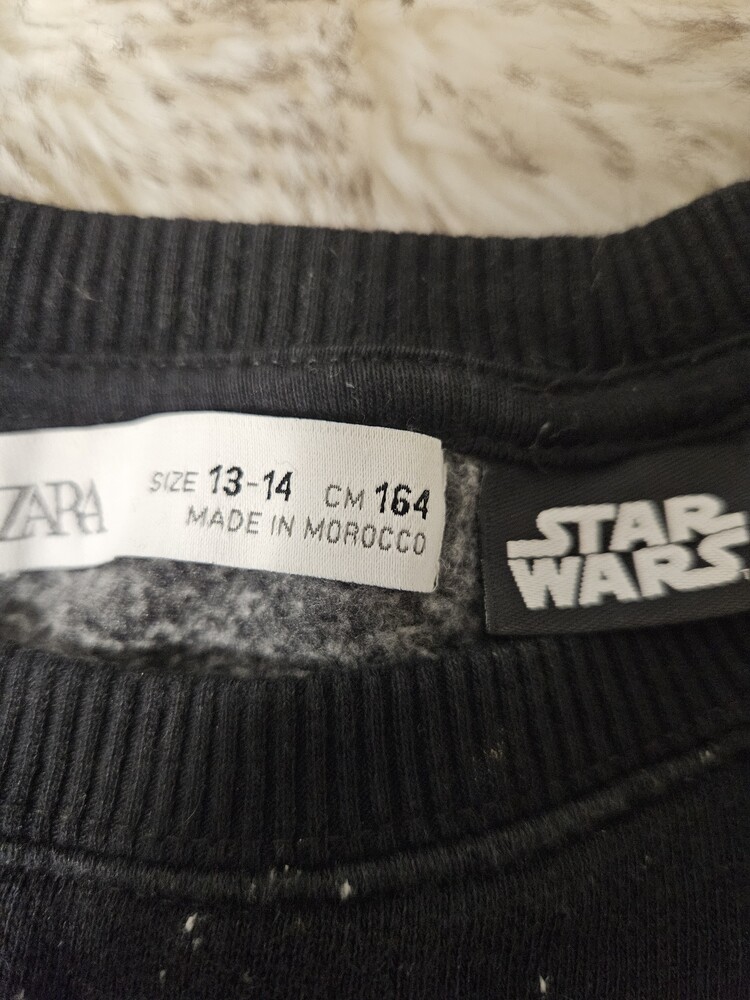 ZARA
SIZE 13-14 CM 164
MADE IN MOROCCO
STAR
WARS